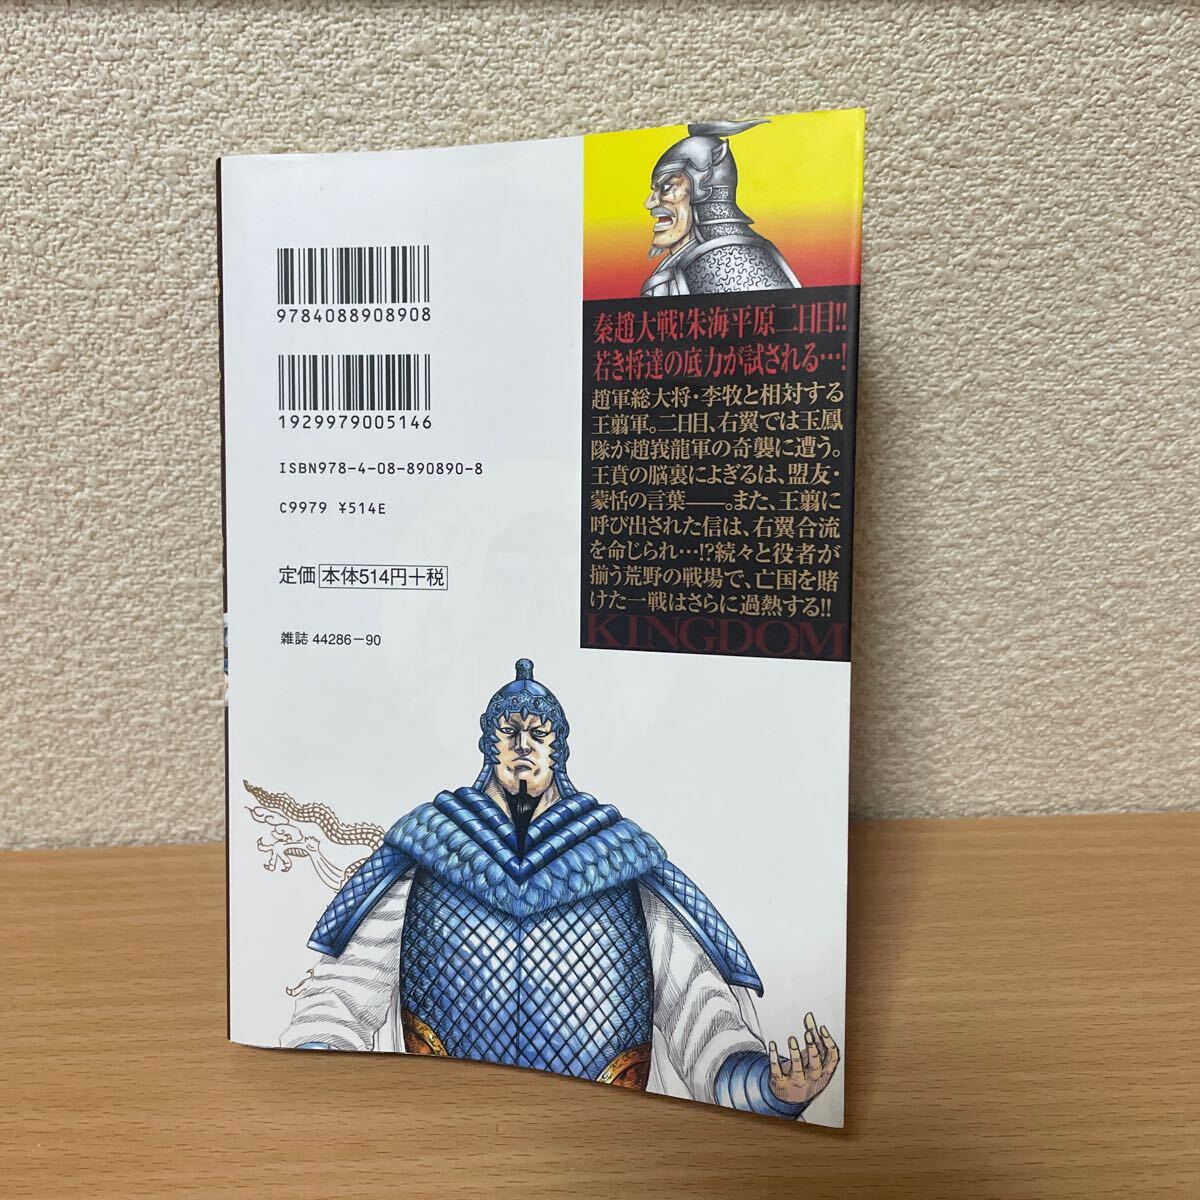 9784088908908
1929979005146
ISBN978-4-08-890890-8
C9979 ¥514E
定価 本体514円+税
雑誌 44286-90
秦趙大戦!朱海平原二日目!!
若き将達の底力が試される…!
趙軍総大将・李牧と相対する
王翦軍。二日目、右翼では玉鳳
隊が趙峩龍軍の奇襲に遭う。
王賁の脳裏によぎるは、盟友・
蒙恬の言葉――。また、王翦に
呼び出された信は、右翼合流
を命じられ…!?続々と役者が
揃う荒野の戦場で、亡国を賭
けた一戦はさらに過熱する!!
KINGDOM